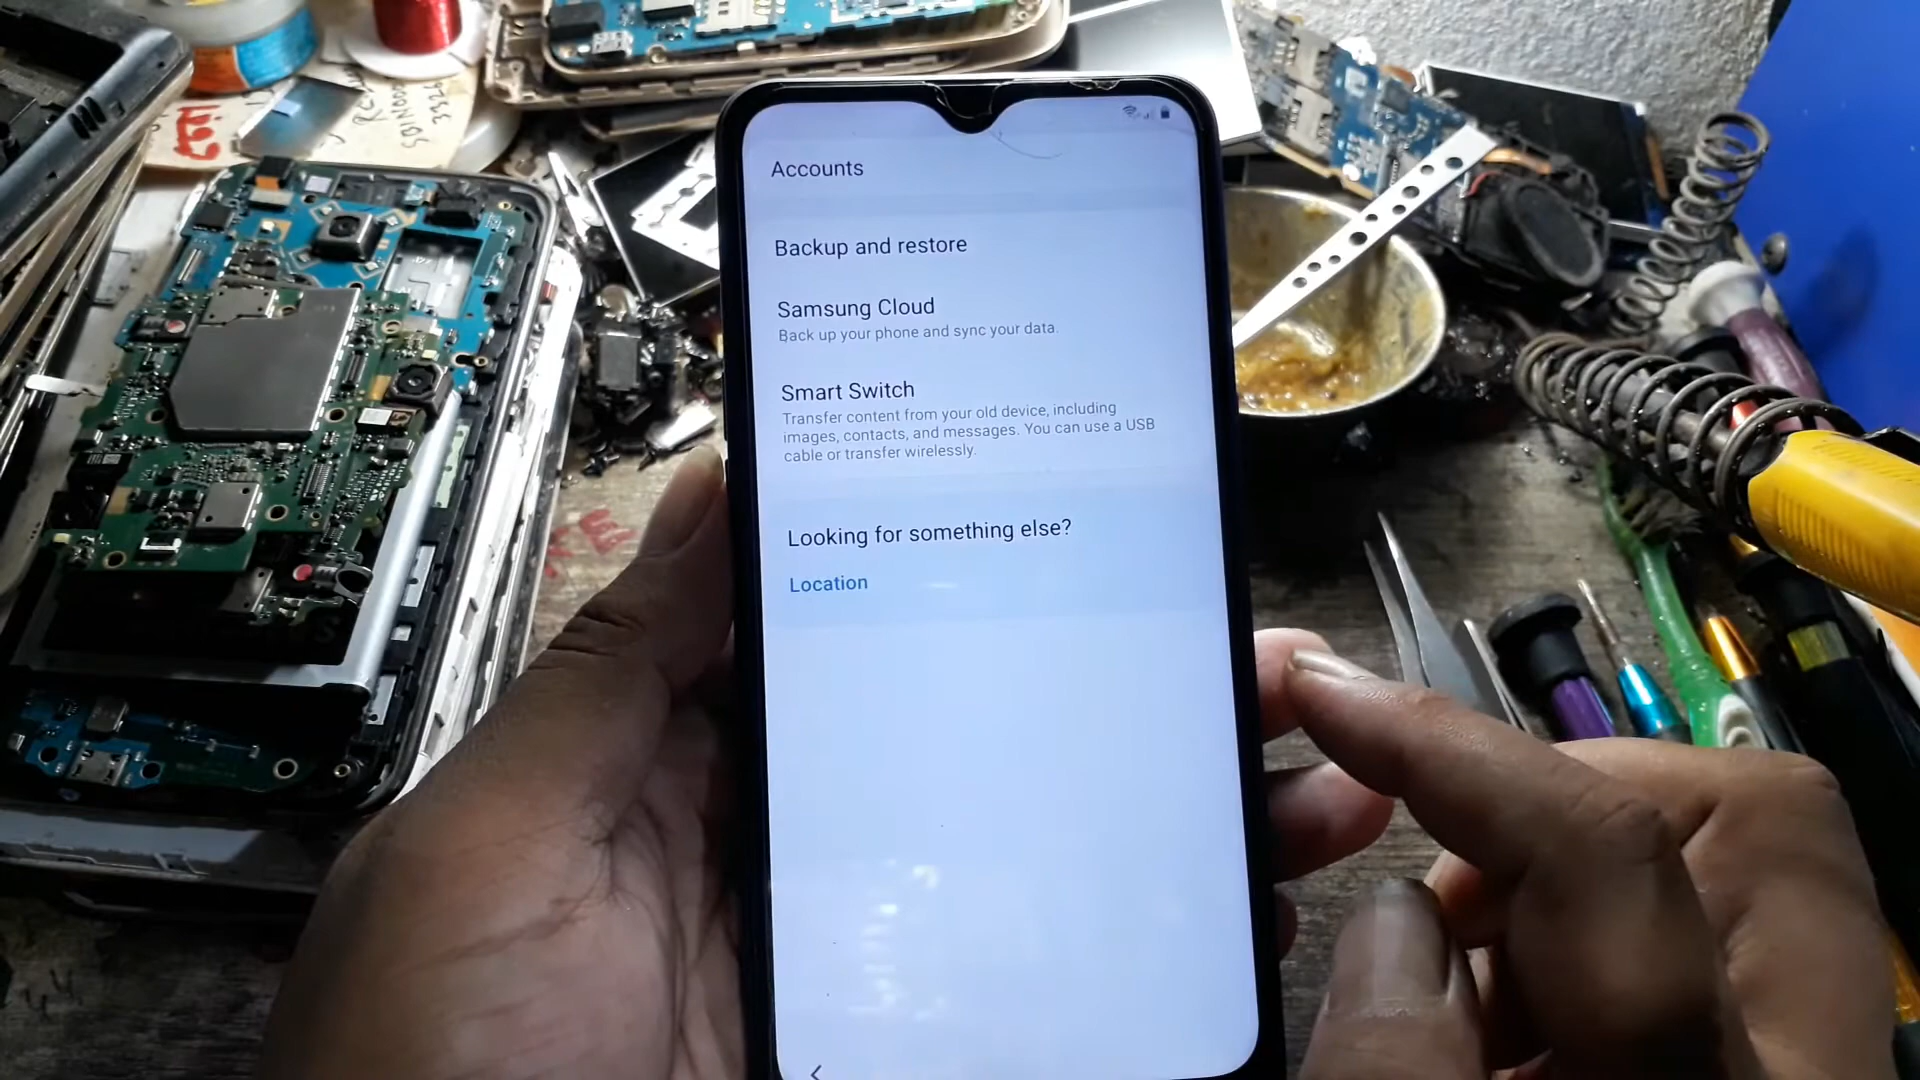 Accounts
Backup and restore
Samsung Cloud
Back up your phone and sync your data.
Smart Switch
Transfer content from your old device, including
images, contacts, and messages. You can use a USB
cable or transfer wirelessly.
Looking for something else?
Location